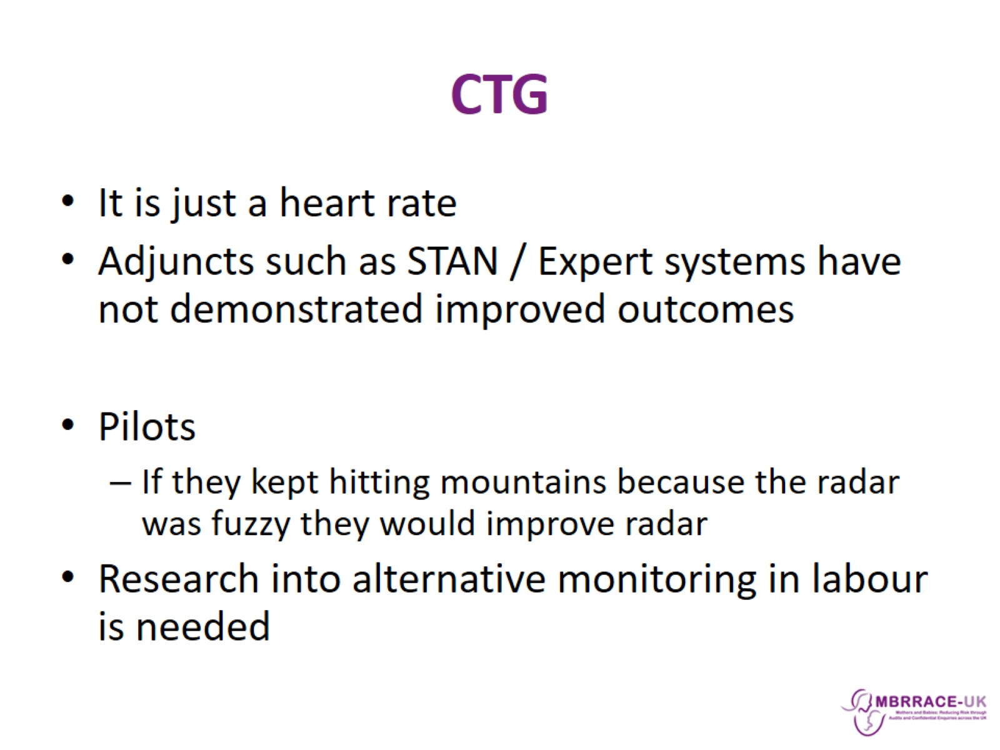 CTG
• It is just a heart rate
• Adjuncts such as STAN / Expert systems have
not demonstrated improved outcomes
• Pilots
– If they kept hitting mountains because the radar
was fuzzy they would improve radar
• Research into alternative monitoring in labour
is needed
MBRRACE-UK
Mothers and Babies: Reducing Risk through
Audits and Confidential Enquiries across the UK